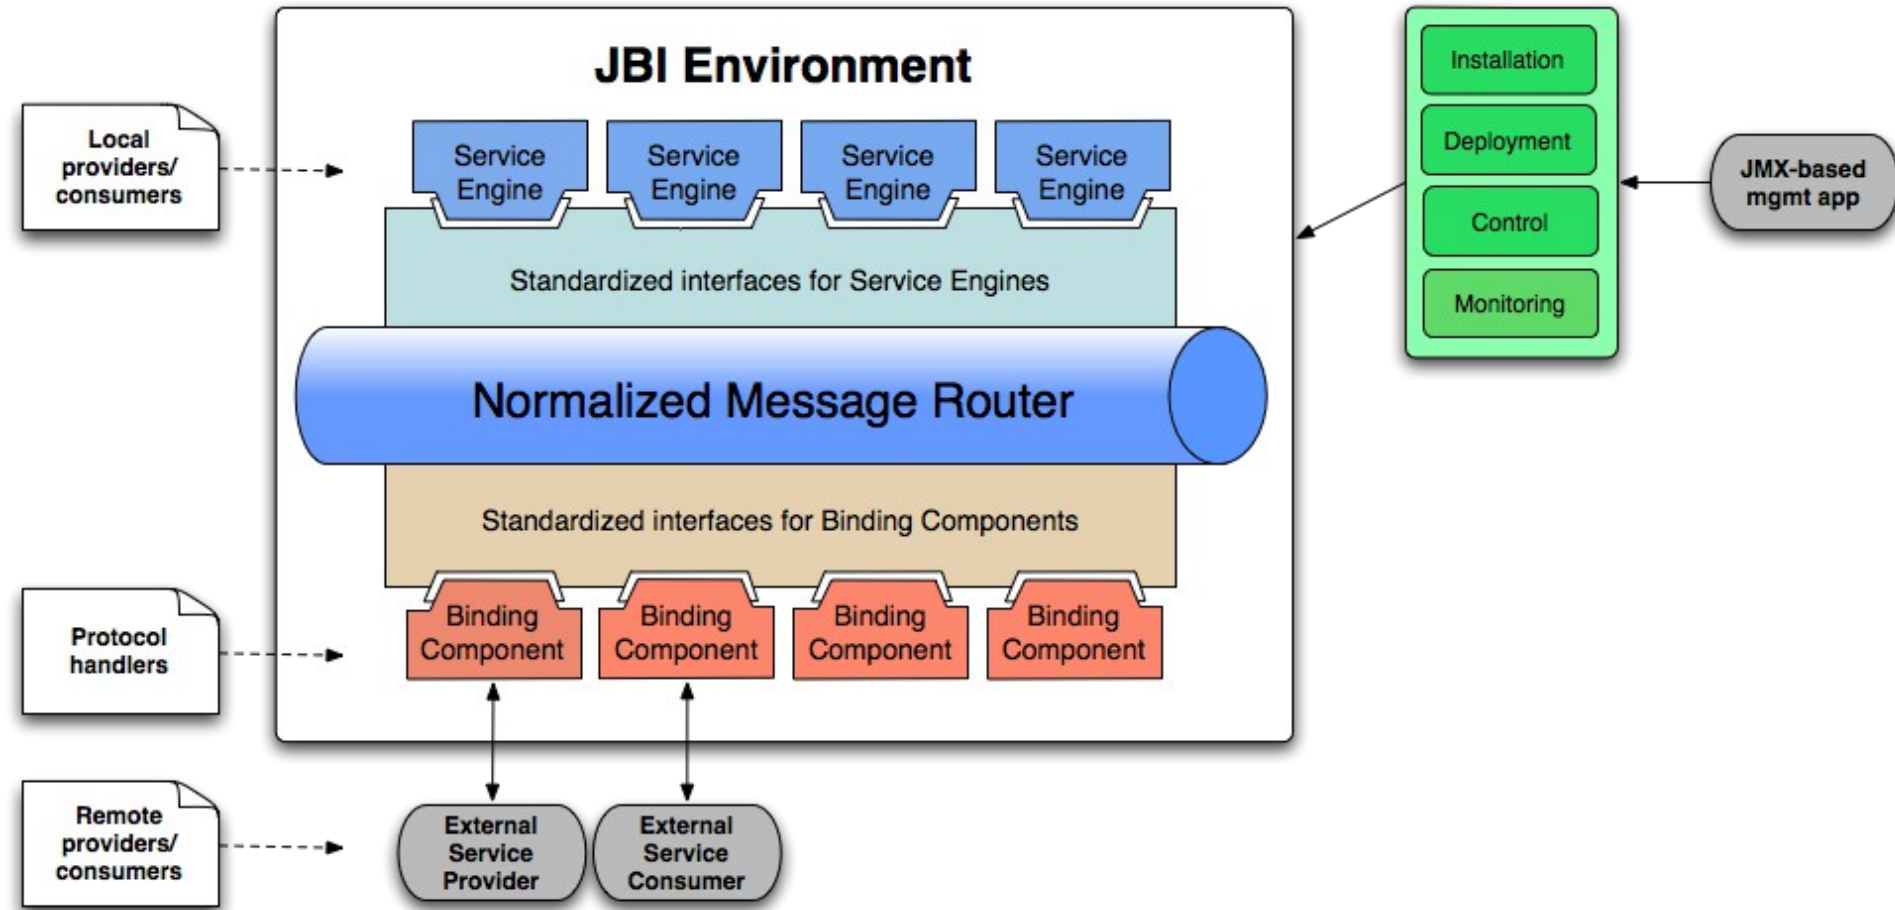 JBI Environment
Installation
Deployment
Control
Monitoring
JMX-based
mgmt app
Local
providers/
consumers
Service
Engine
Service
Engine
Service
Engine
Service
Engine
Standardized interfaces for Service Engines
Normalized Message Router
Standardized interfaces for Binding Components
Protocol
handlers
Binding
Component
Binding
Component
Binding
Component
Binding
Component
Remote
providers/
consumers
External
Service
Provider
External
Service
Consumer